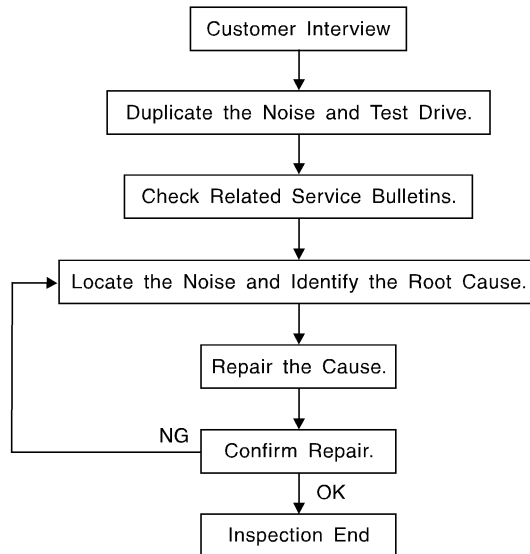 Customer Interview
Duplicate the Noise and Test Drive.
Check Related Service Bulletins.
Locate the Noise and Identify the Root Cause.
Repair the Cause.
NG
Confirm Repair.
OK
Inspection End